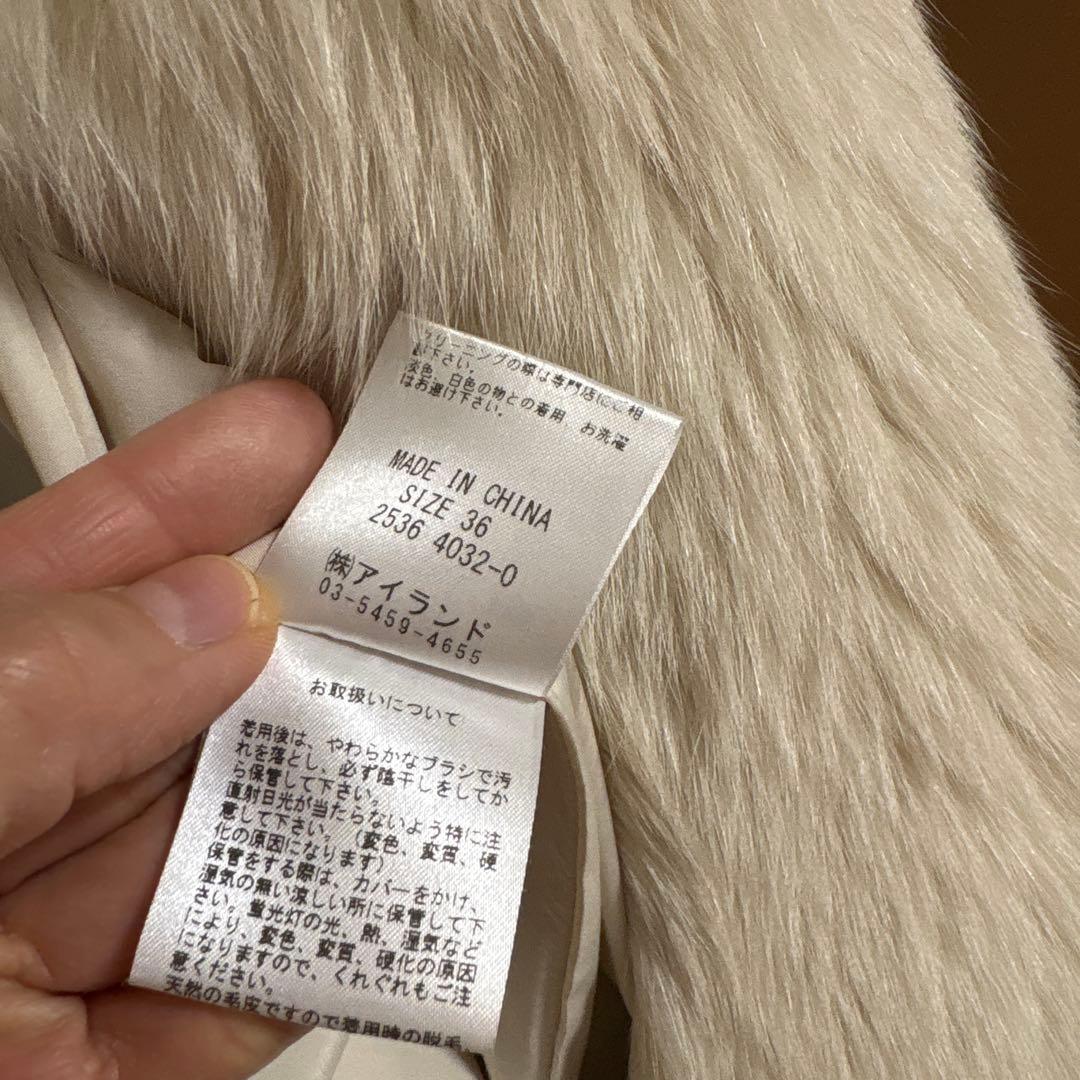 クリーニングの際は専門店にご相
談下さい。
淡色、白色の物との着用　お洗濯
はお避け下さい。
MADE IN CHINA
SIZE 36
2536 4032-0
㈱アイランド
03-5459-4655
お取扱いについて
着用後は、やわらかなブラシで汚
れを落とし、必ず陰干しをしてか
ら保管して下さい。
直射日光が当たらないよう特に注
意して下さい。（変色、変質、硬
化の原因になります）
保管をする際は、カバーをかけ、
湿気の無い涼しい所に保管して下
さい。蛍光灯の光、熱、湿気など
により、変色、変質、硬化の原因
になりますので、くれぐれもご注
意ください。
天然の毛皮ですので着用時の脱毛